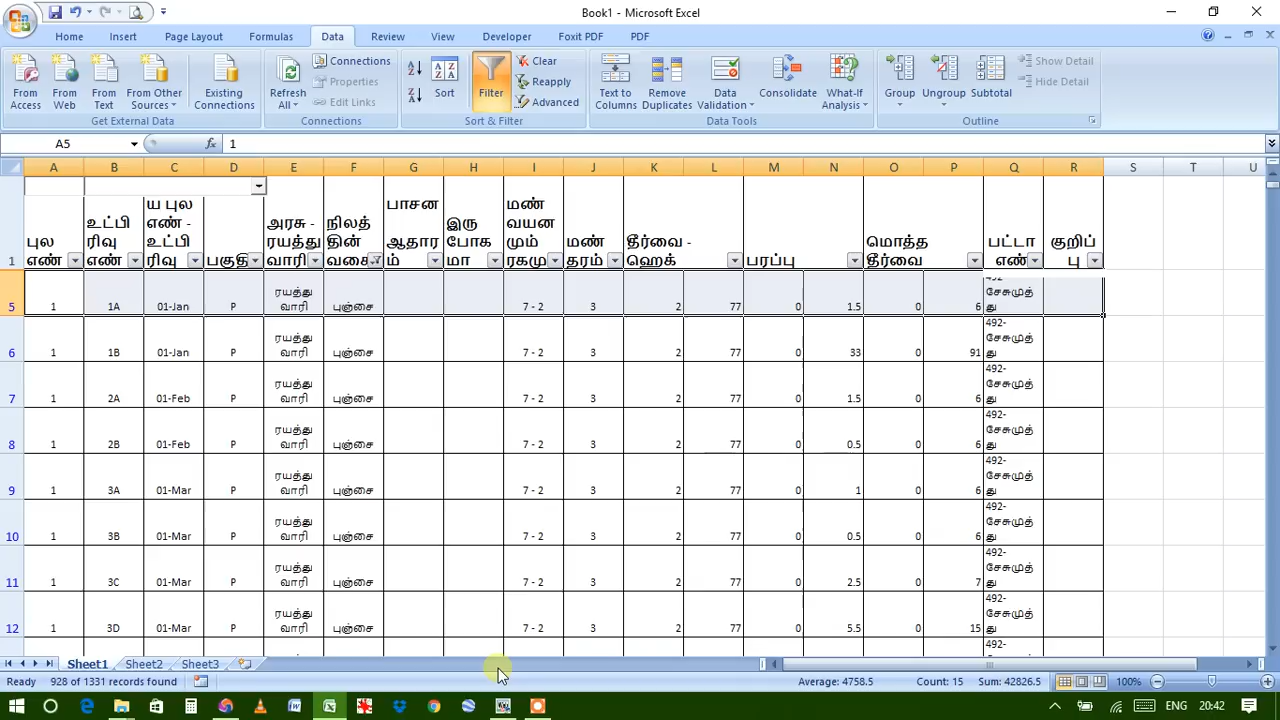 Book1 - Microsoft Excel
Home Insert Page Layout Formulas Data Review View Developer Foxit PDF PDF
From Access
From Web
From Text
From Other Sources
Existing Connections
Get External Data
Refresh All
Connections
Properties
Edit Links
Connections
Sort
Filter
Clear
Reapply
Advanced
Sort & Filter
Text to Columns
Remove Duplicates
Data Validation
Consolidate
What-If Analysis
Data Tools
Group
Ungroup
Subtotal
Show Detail
Hide Detail
Outline
A5 fx 1
A B C D E F G H I J K L M N O P Q R S T U
1 புல எண் உட்பிரிவு எண் ய புல எண் - உட்பிரிவு பகுதி அரசு - ரயத்துவாரி நிலத்தின் வகை பாசன ஆதாரம் இரு போகமா மண் வயனமும் ரகமு மண் தரம் தீர்வை - ஹெக் பரப்பு மொத்த தீர்வை பட்டா எண் குறிப்பு
5 1 1A 01-Jan P ரயத்துவாரி புஞ்சை 7 - 2 3 2 77 0 1.5 0 6 492-சேசுமுத்து
6 1 1B 01-Jan P ரயத்துவாரி புஞ்சை 7 - 2 3 2 77 0 33 0 91 492-சேசுமுத்து
7 1 2A 01-Feb P ரயத்துவாரி புஞ்சை 7 - 2 3 2 77 0 1.5 0 6 492-சேசுமுத்து
8 1 2B 01-Feb P ரயத்துவாரி புஞ்சை 7 - 2 3 2 77 0 0.5 0 6 492-சேசுமுத்து
9 1 3A 01-Mar P ரயத்துவாரி புஞ்சை 7 - 2 3 2 77 0 1 0 6 492-சேசுமுத்து
10 1 3B 01-Mar P ரயத்துவாரி புஞ்சை 7 - 2 3 2 77 0 0.5 0 6 492-சேசுமுத்து
11 1 3C 01-Mar P ரயத்துவாரி புஞ்சை 7 - 2 3 2 77 0 2.5 0 7 492-சேசுமுத்து
12 1 3D 01-Mar P ரயத்துவாரி புஞ்சை 7 - 2 3 2 77 0 5.5 0 15 492-சேசுமுத்து
Sheet1 Sheet2 Sheet3
Ready 928 of 1331 records found Average: 4758.5 Count: 15 Sum: 42826.5 100%
ENG 20:42